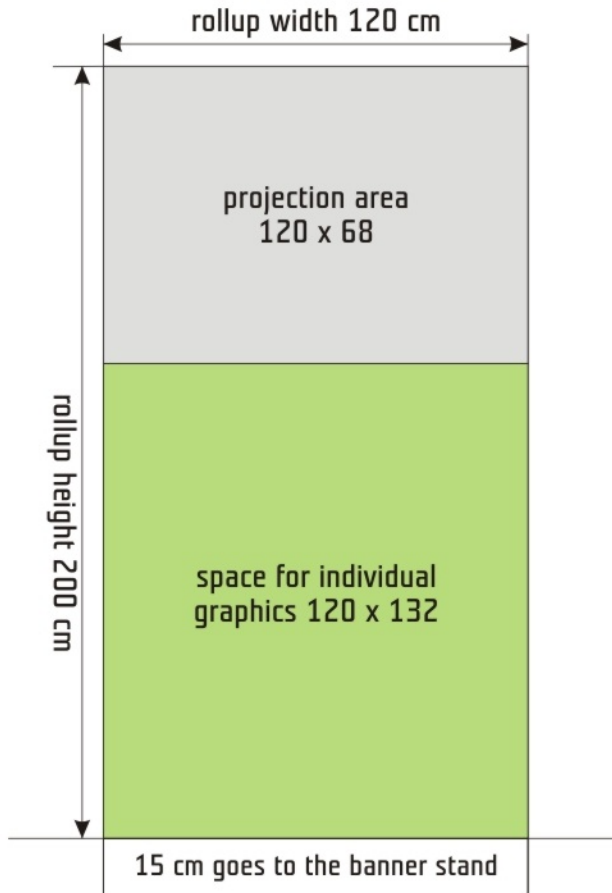 rollup width 120 cm
projection area
120 x 68
rollup height 200 cm
space for individual
graphics 120 x 132
15 cm goes to the banner stand